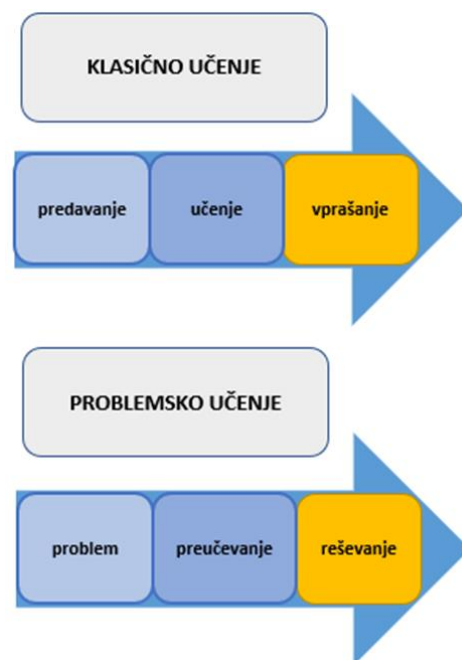 KLASIČNO UČENJE
predavanje učenje vprašanje
PROBLEMSKO UČENJE
problem preučevanje reševanje